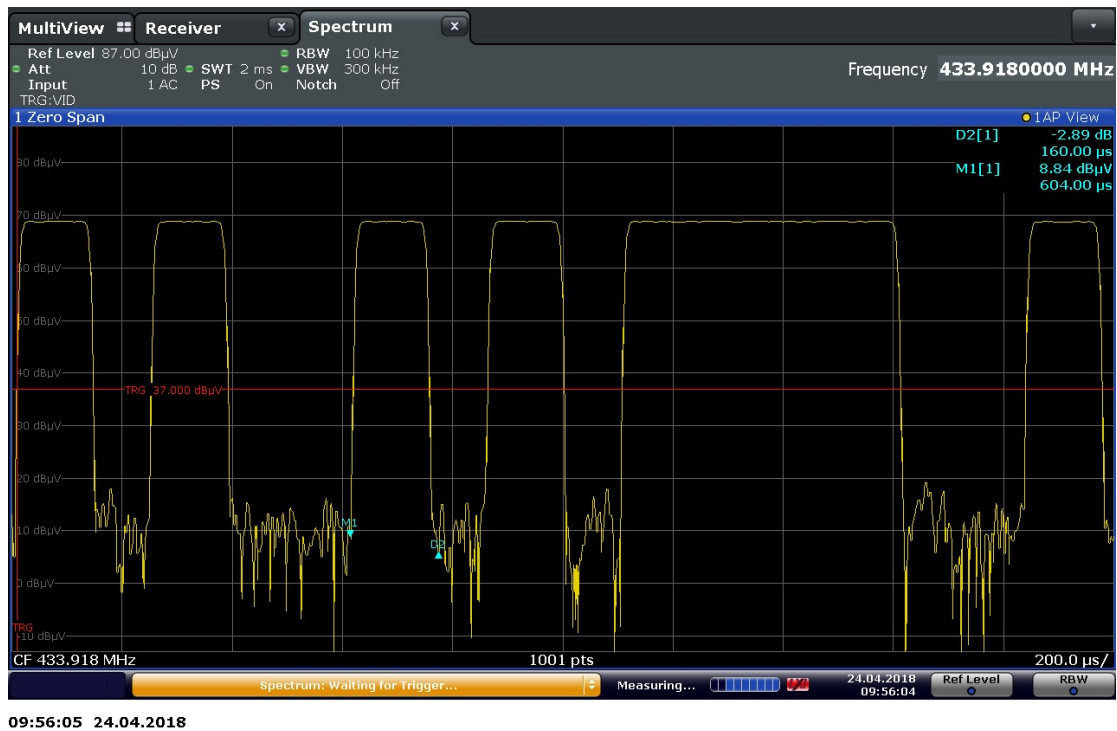 MultiView Receiver X Spectrum X
Ref Level 87.00 dBµV RBW 100 kHz
Att 10 dB SWT 2 ms VBW 300 kHz
Input 1 AC PS On Notch Off
TRG:VID
Frequency 433.9180000 MHz
1 Zero Span 1AP View
D2[1] -2.89 dB
160.00 µs
M1[1] 8.84 dBµV
604.00 µs
80 dBµV
70 dBµV
60 dBµV
50 dBµV
40 dBµV
TRG 37.000 dBµV
30 dBµV
20 dBµV
10 dBµV
M1
D2
0 dBµV
TRG
-10 dBµV
CF 433.918 MHz 1001 pts 200.0 µs/
Spectrum: Waiting for Trigger... Measuring... 24.04.2018 Ref Level RBW
09:56:04
09:56:05 24.04.2018